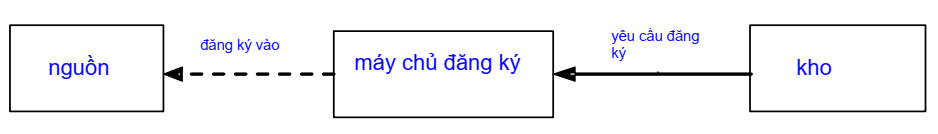 nguồn
đăng ký vào
máy chủ đăng ký
yêu cầu đăng
ký
kho